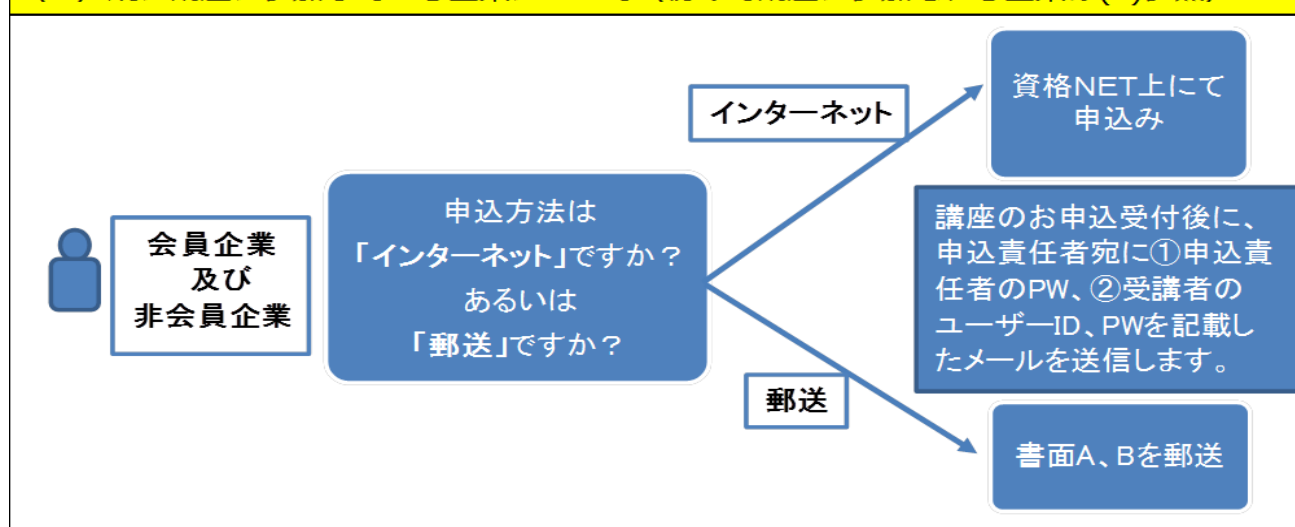 会員企業
及び
非会員企業
申込方法は
「インターネット」ですか？
あるいは
「郵送」ですか？
インターネット
郵送
資格NET上にて
申込み
講座のお申込受付後に、
申込責任者宛に①申込責
任者のPW、②受講者の
ユーザーID、PWを記載し
たメールを送信します。
書面A、Bを郵送